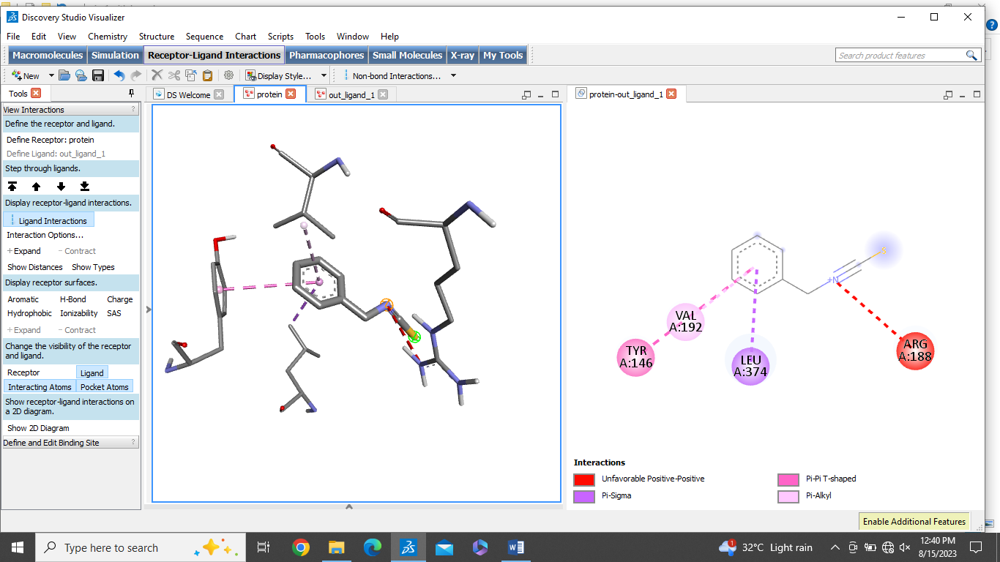 Discovery Studio Visualizer
File Edit View Chemistry Structure Sequence Chart Scripts Tools Window Help
Macromolecules Simulation Receptor-Ligand Interactions Pharmacophores Small Molecules X-ray My Tools
Search product features
New Display Style... Non-bond Interactions...
Tools
DS Welcome protein out_ligand_1
protein-out_ligand_1
View Interactions ?
Define the receptor and ligand.
Define Receptor: protein
Define Ligand: out_ligand_1
Step through ligands.
Display receptor-ligand interactions.
Ligand Interactions
Interaction Options...
+ Expand − Contract
Show Distances Show Types
Display receptor surfaces.
Aromatic H-Bond Charge
Hydrophobic Ionizability SAS
+ Expand − Contract
Change the visibility of the receptor
and ligand.
Receptor Ligand
Interacting Atoms Pocket Atoms
Show receptor-ligand interactions on
a 2D diagram.
Show 2D Diagram
Define and Edit Binding Site ?
S
+N
VAL
A:192
TYR
A:146
LEU
A:374
ARG
A:188
Interactions
Unfavorable Positive-Positive
Pi-Sigma
Pi-Pi T-shaped
Pi-Alkyl
Enable Additional Features
Type here to search
1
32°C Light rain
12:40 PM
8/15/2023